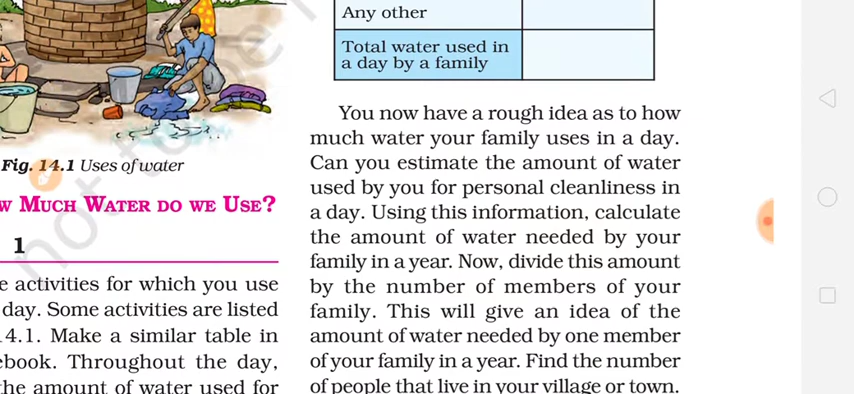 Fig. 14.1 Uses of water
MUCH WATER DO WE USE?
1
activities for which you use
day. Some activities are listed
14.1. Make a similar table in
Throughout the day,
the amount of water used for
Any other
Total water used in
a day by a family
You now have a rough idea as to how
much water your family uses in a day.
Can you estimate the amount of water
used by you for personal cleanliness in
a day. Using this information, calculate
the amount of water needed by your
family in a year. Now, divide this amount
by the number of members of your
family. This will give an idea of the
amount of water needed by one member
of your family in a year. Find the number
of people that live in your village or town.
not to be